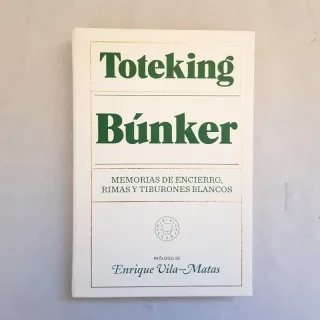 Toteking
Búnker
MEMORIAS DE ENCIERRO,
RIMAS Y TIBURONES BLANCOS
PRÓLOGO DE
Enrique Vila-Matas